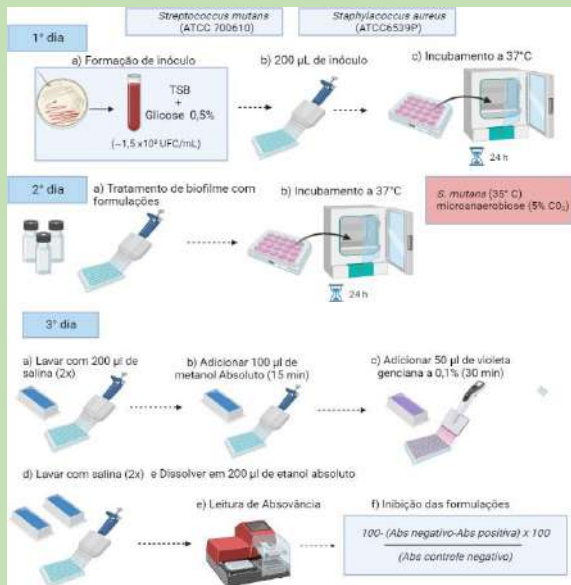 Streptococcus mutans
(ATCC 700610)
Staphylacoccus aureus
(ATCC6539P)
1° dia
a) Formação de inóculo
b) 200 µL de inóculo
c) Incubamento a 37°C
TSB
+
Glicose 0,5%
(~1,5 x10⁸ UFC/mL)
24 h
2° dia
a) Tratamento de biofilme com
formulações
b) Incubamento a 37°C
S. mutans (35° C)
microanaerobiose (5% CO₂)
24 h
3° dia
a) Lavar com 200 µl de
salina (2x)
b) Adicionar 100 µl de
metanol Absoluto (15 min)
c) Adicionar 50 µl de violeta
genciana a 0,1% (30 min)
d) Lavar com salina (2x)
e Dissolver em 200 µl de etanol absoluto
e) Leitura de Absovância
f) Inibição das formulações
100- (Abs negativo-Abs positiva) x 100
(Abs controfe negativo)